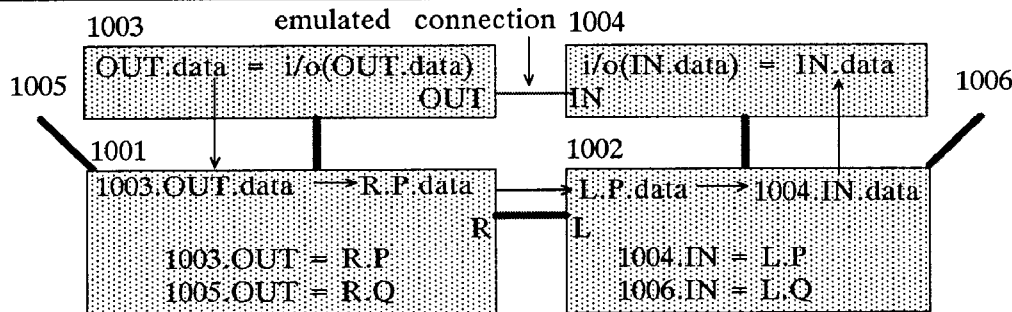 emulated connection
1003
1004
OUT.data = i/o(OUT.data)
i/o(IN.data) = IN.data
OUT
IN
1005
1006
1001
1002
1003.OUT.data
R.P.data
L.P.data
1004.IN.data
R
L
1003.OUT = R.P
1005.OUT = R.Q
1004.IN = L.P
1006.IN = L.Q